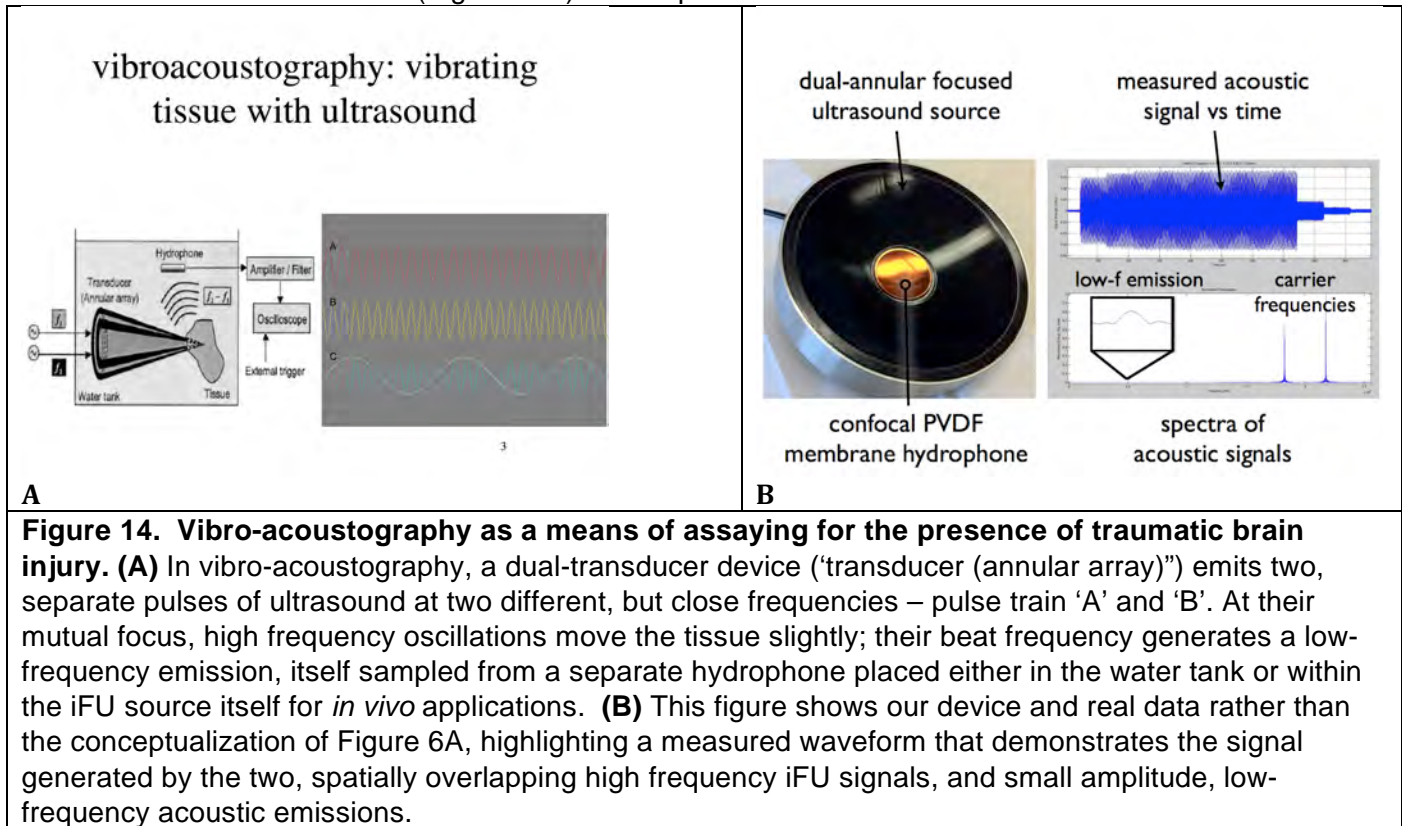 vibroacoustography: vibrating
tissue with ultrasound
Hydrophone
Transducer
(Annular array)
Amplifier / Filter
Oscilloscope
External trigger
Water tank
Tissue
A
B
C
3
A
dual-annular focused
ultrasound source
measured acoustic
signal vs time
low-f emission
carrier
frequencies
confocal PVDF
membrane hydrophone
spectra of
acoustic signals
B
Figure 14. Vibro-acoustography as a means of assaying for the presence of traumatic brain
injury. (A) In vibro-acoustography, a dual-transducer device (‘transducer (annular array)”) emits two,
separate pulses of ultrasound at two different, but close frequencies – pulse train ‘A’ and ‘B’. At their
mutual focus, high frequency oscillations move the tissue slightly; their beat frequency generates a low-
frequency emission, itself sampled from a separate hydrophone placed either in the water tank or within
the iFU source itself for in vivo applications. (B) This figure shows our device and real data rather than
the conceptualization of Figure 6A, highlighting a measured waveform that demonstrates the signal
generated by the two, spatially overlapping high frequency iFU signals, and small amplitude, low-
frequency acoustic emissions.